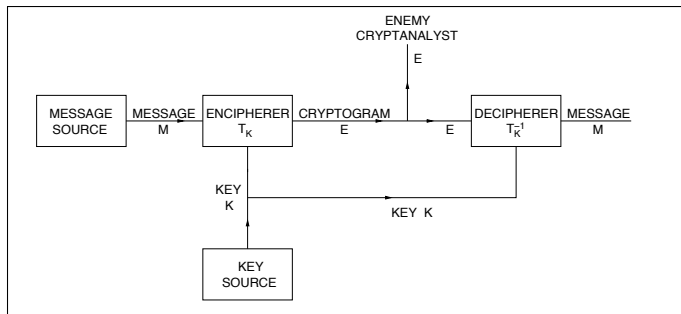 ENEMY
CRYPTANALYST
E
MESSAGE
SOURCE
MESSAGE
M
ENCIPHERER
T_K
CRYPTOGRAM
E
E
DECIPHERER
T_K^-1
MESSAGE
M
KEY
K
KEY K
KEY
SOURCE